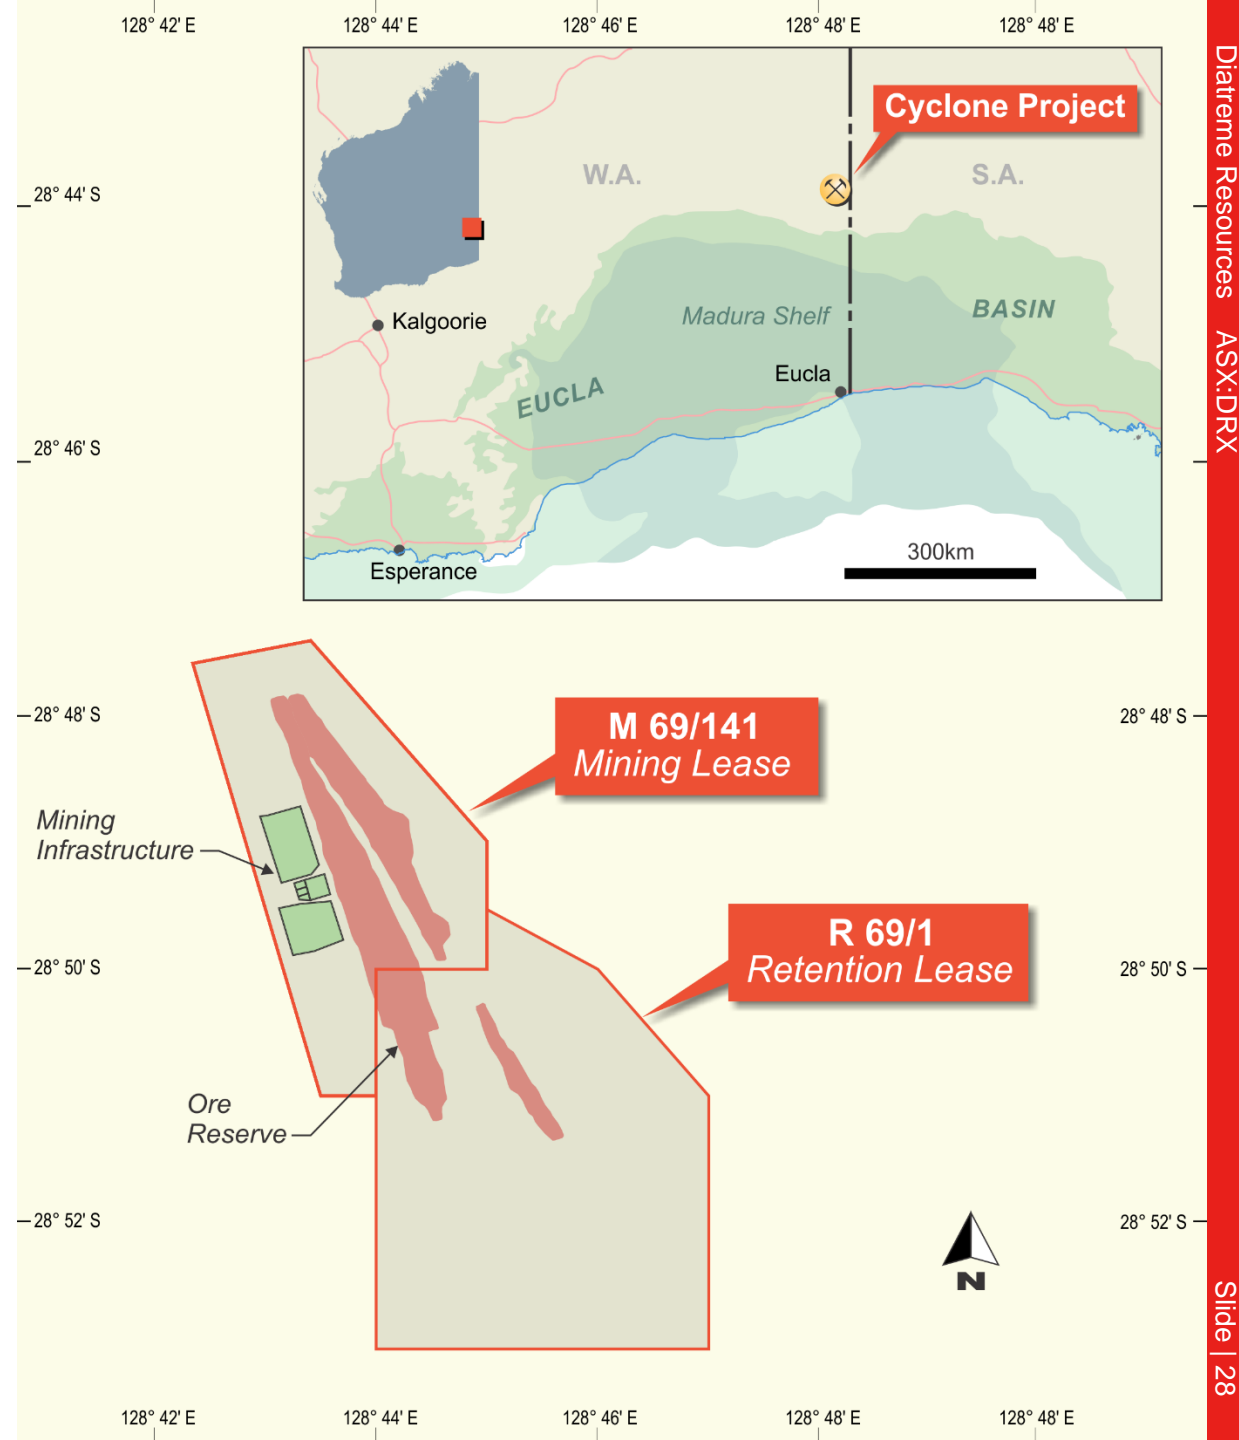 128° 42' E
128° 44' E
128° 46' E
128° 48' E
128° 48' E
Cyclone Project
W.A.
S.A.
28° 44' S
Madura Shelf
BASIN
Kalgoorie
Eucla
EUCLA
28° 46' S
300km
Esperance
M 69/141
Mining Lease
28° 48' S
28° 48' S
Mining
Infrastructure
R 69/1
Retention Lease
28° 50' S
28° 50' S
Ore
Reserve
28° 52' S
28° 52' S
N
128° 42' E
128° 44' E
128° 46' E
128° 48' E
128° 48' E
Diatreme Resources ASX:DRX
Slide | 28